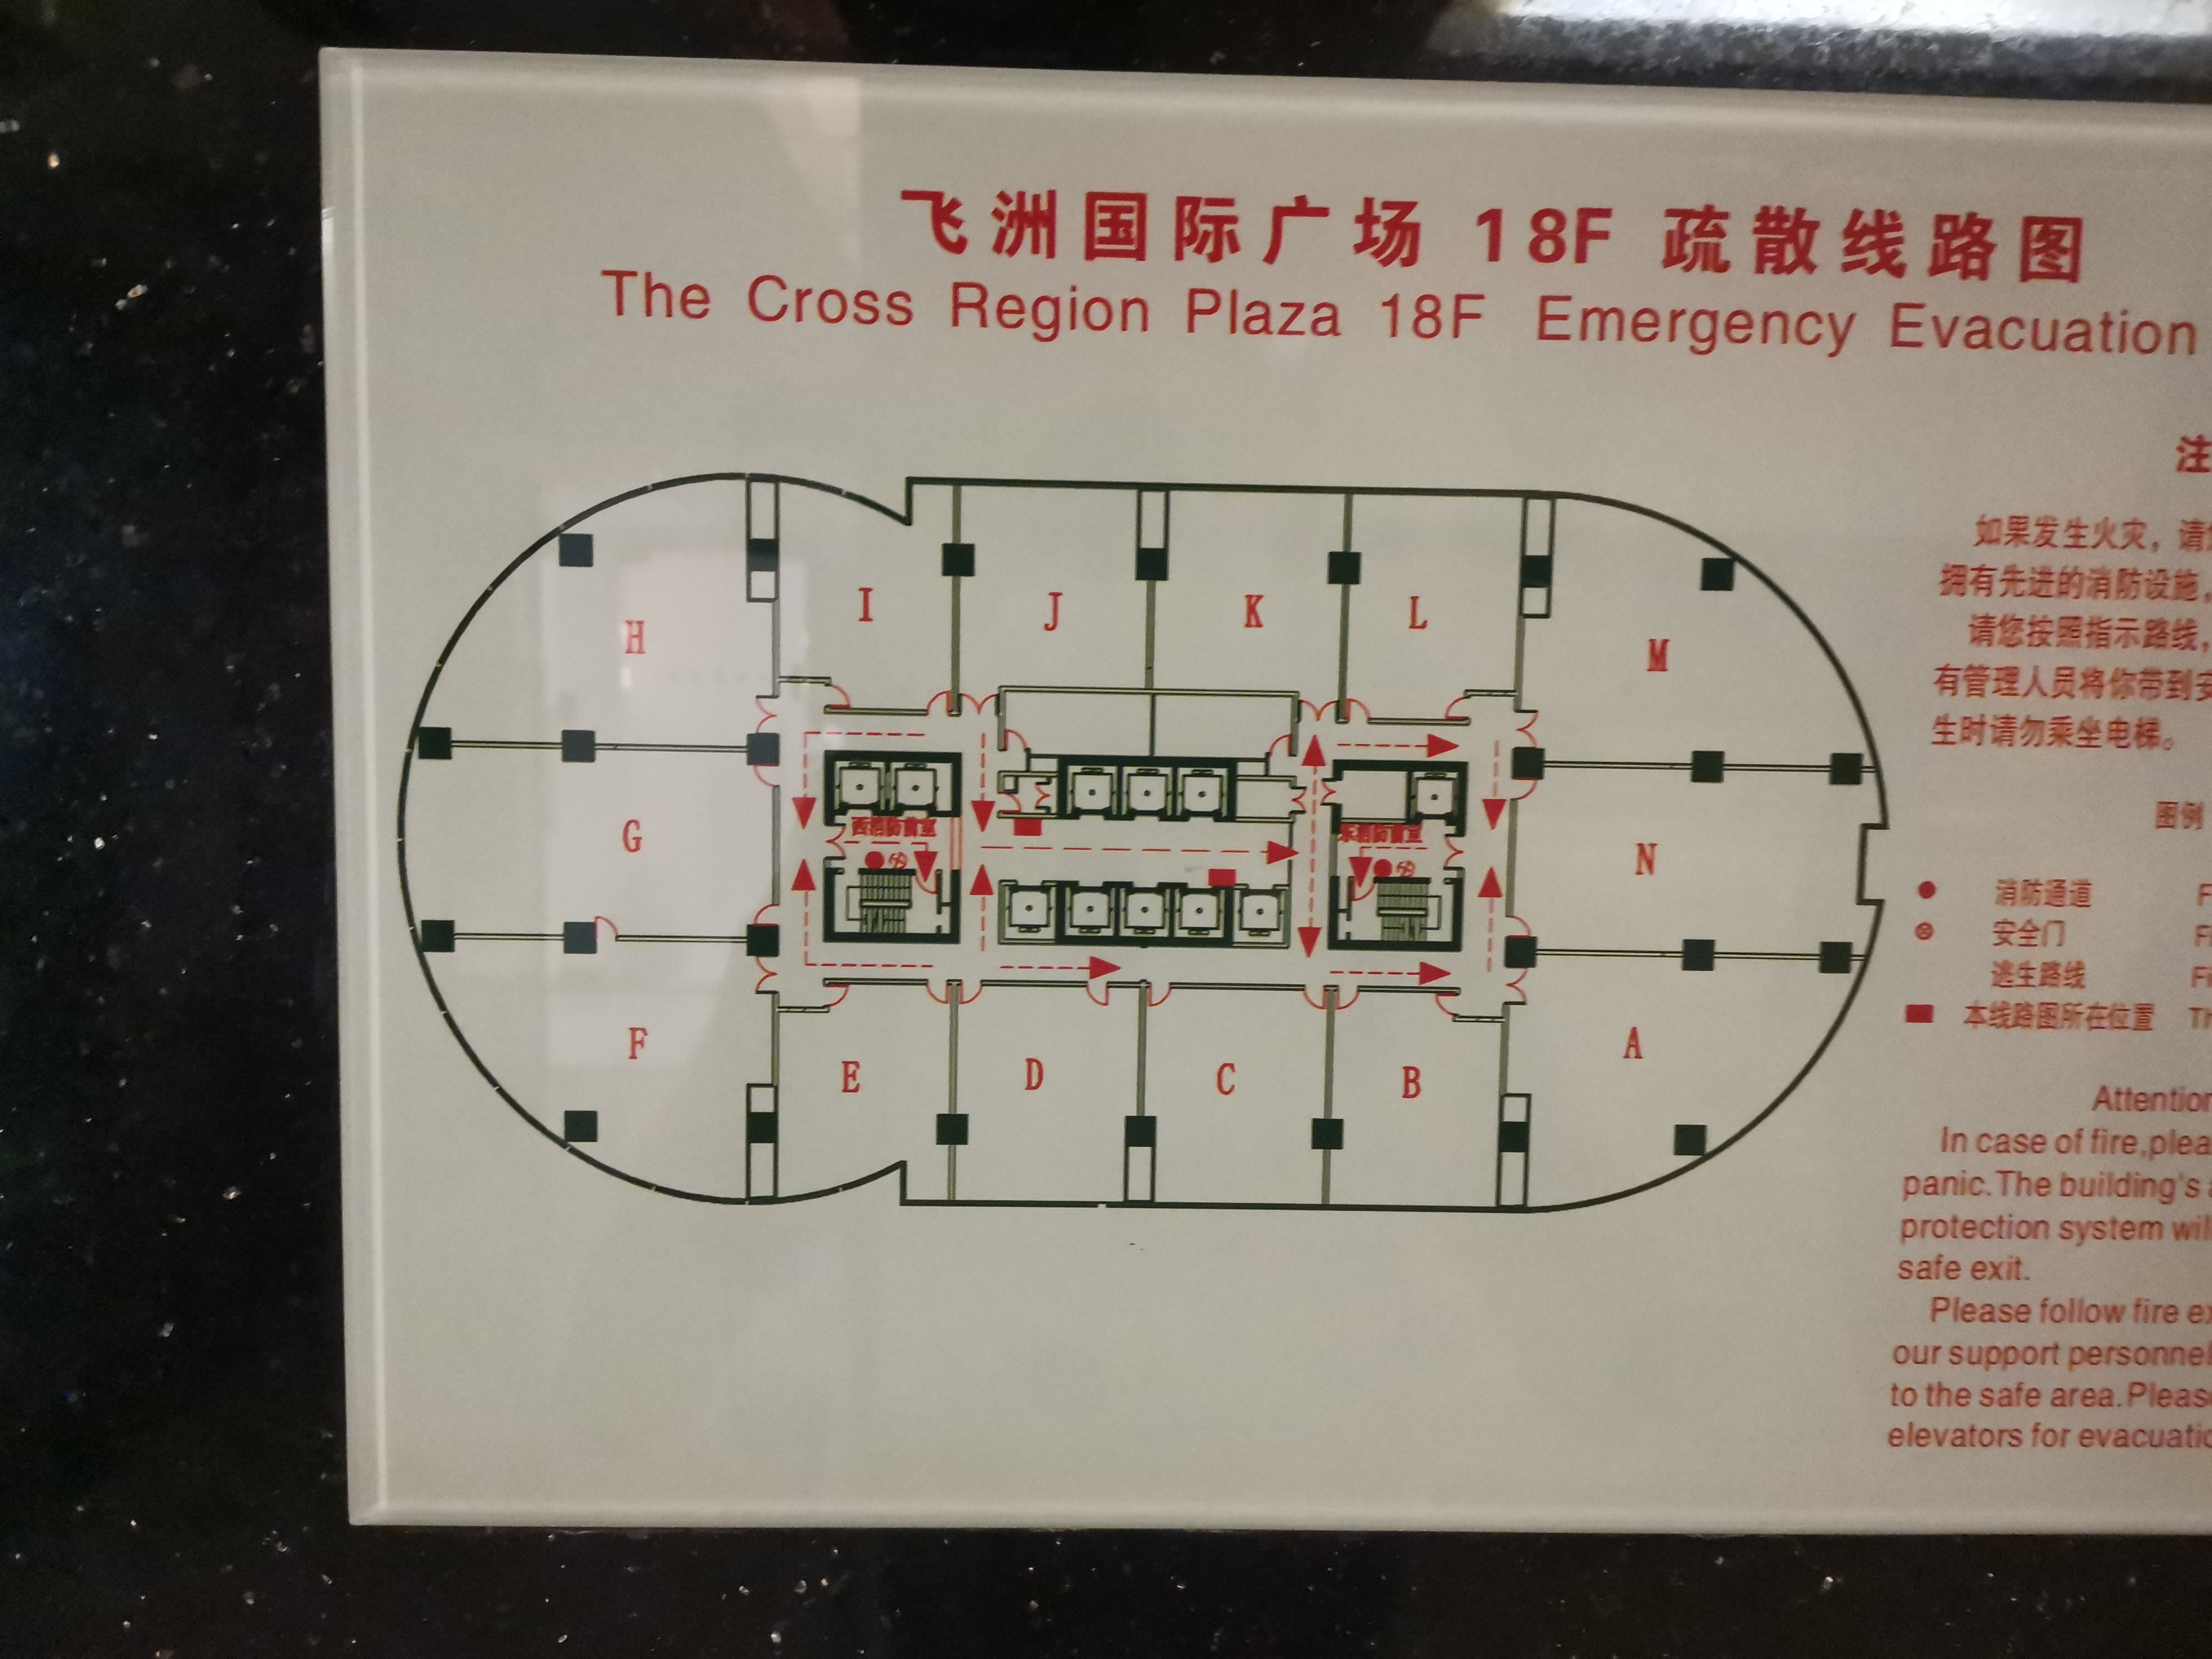 飞洲国际广场 18F 疏散线路图
The Cross Region Plaza 18F Emergency Evacuation
注
如果发生火灾，请
拥有先进的消防设施，
请您按照指示路线，
有管理人员将你带到
生时请勿乘坐电梯。
H
I
J
K
L
M
G
西消防前室
东消防前室
N
F
E
D
C
B
A
图例
消防通道 F
安全门
逃生路线
本线路图所在位置
Attention
In case of fire,plea
panic.The building's
protection system wil
safe exit.
Please follow fire ex
our support personnel
to the safe area.Pleas
elevators for evacuatio